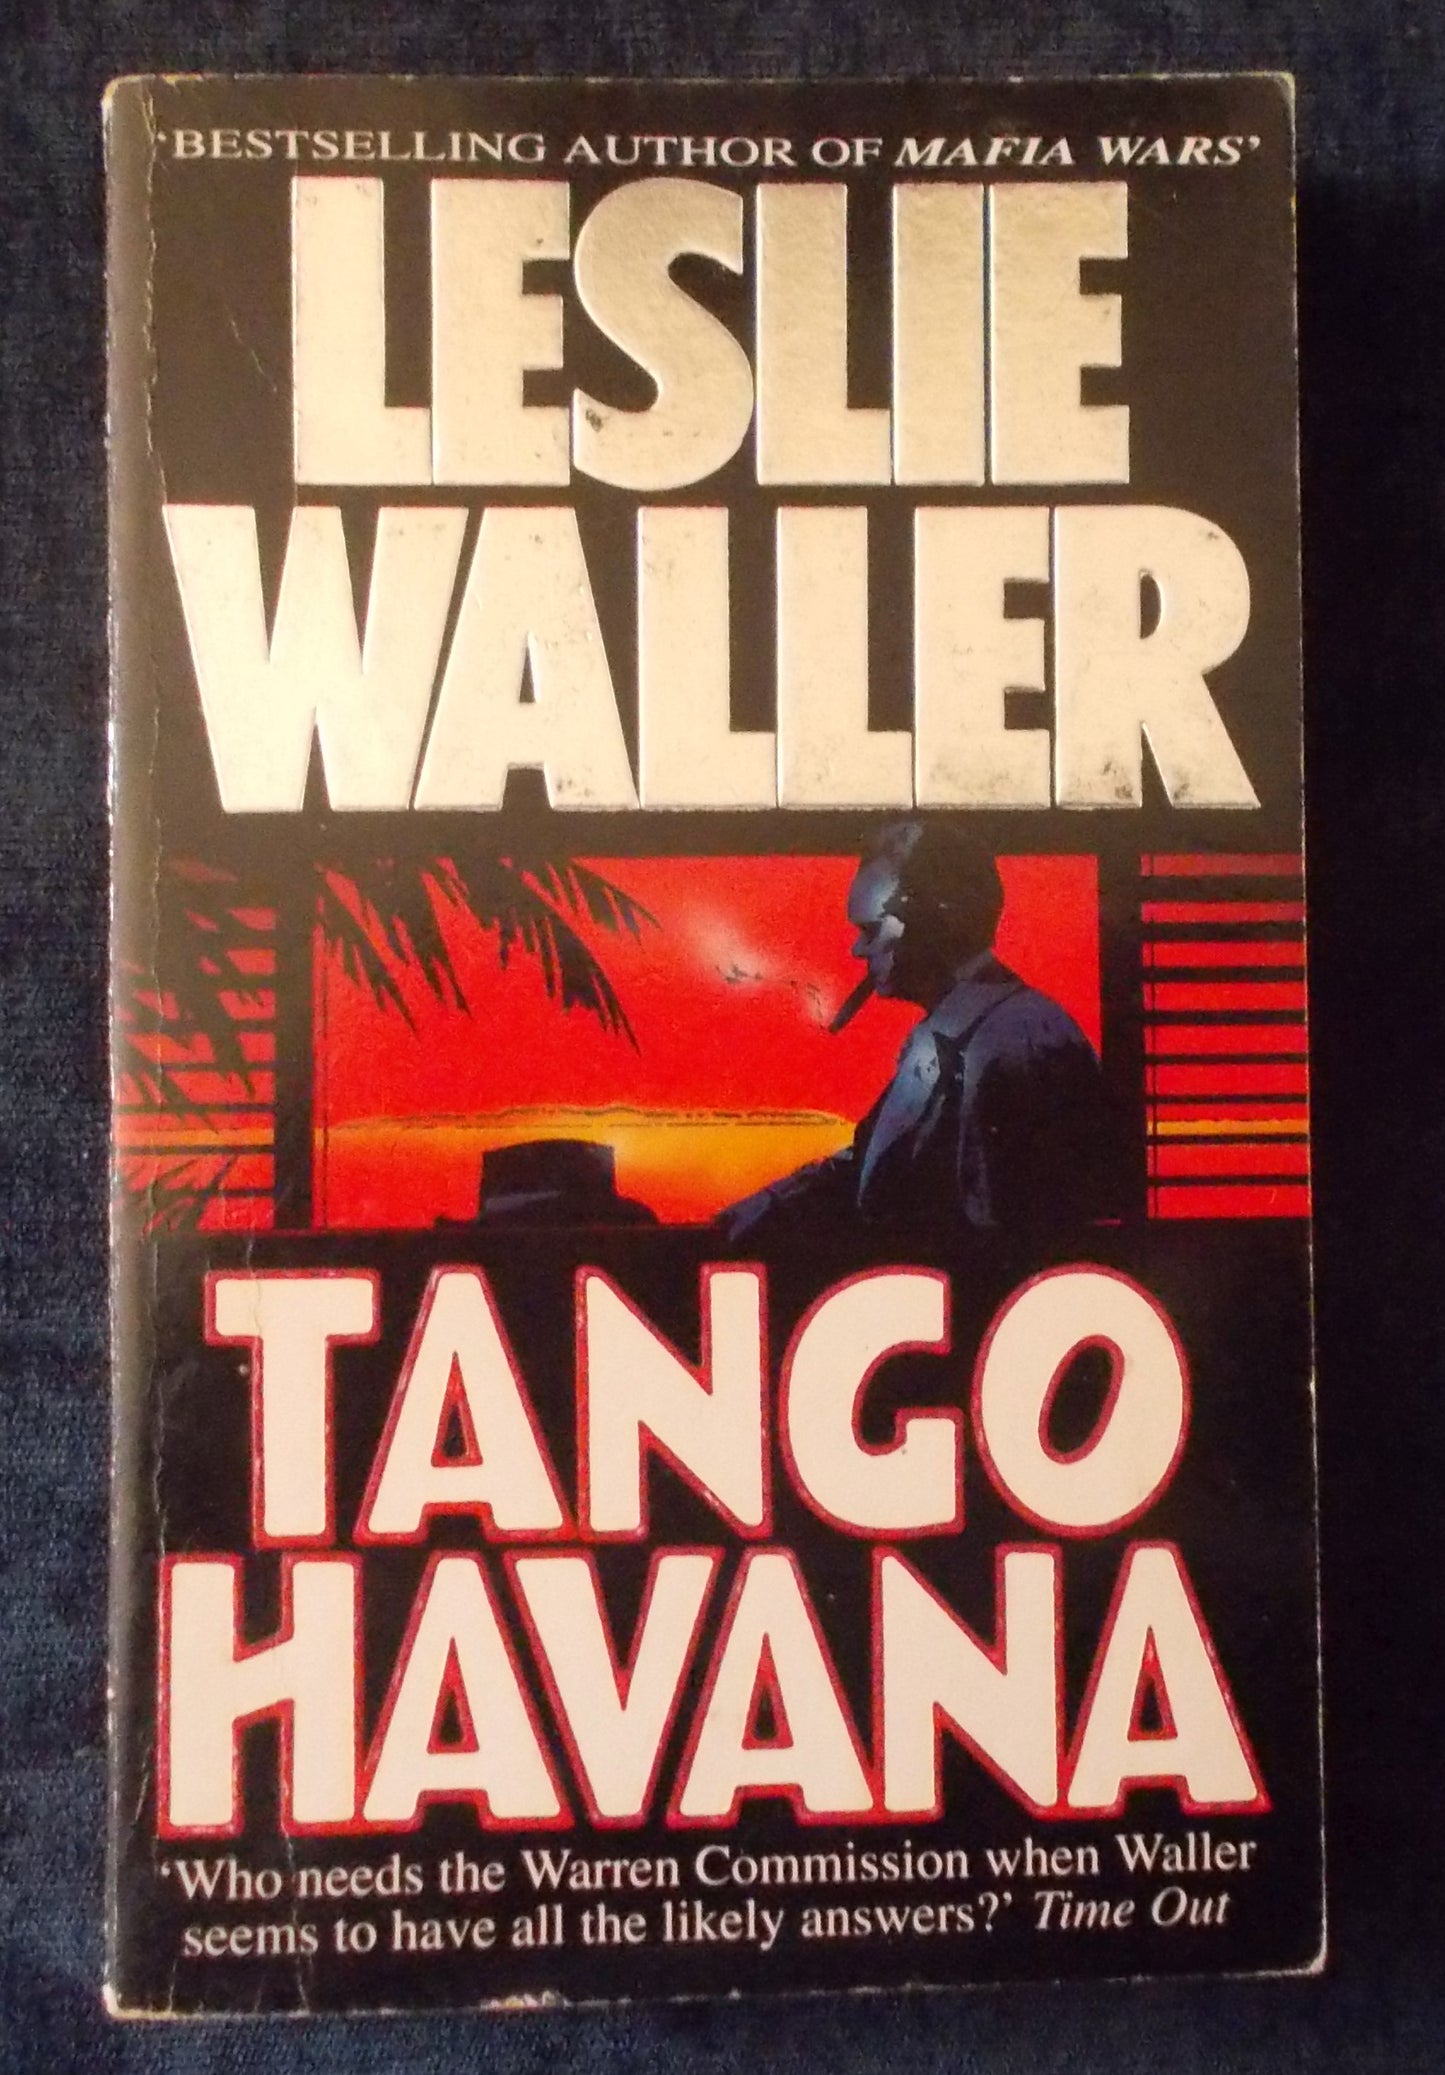 'BESTSELLING AUTHOR OF MAFIA WARS'
LESLIE
WALLER
TANGO
HAVANA
'Who needs the Warren Commission when Waller
seems to have all the likely answers?' Time Out